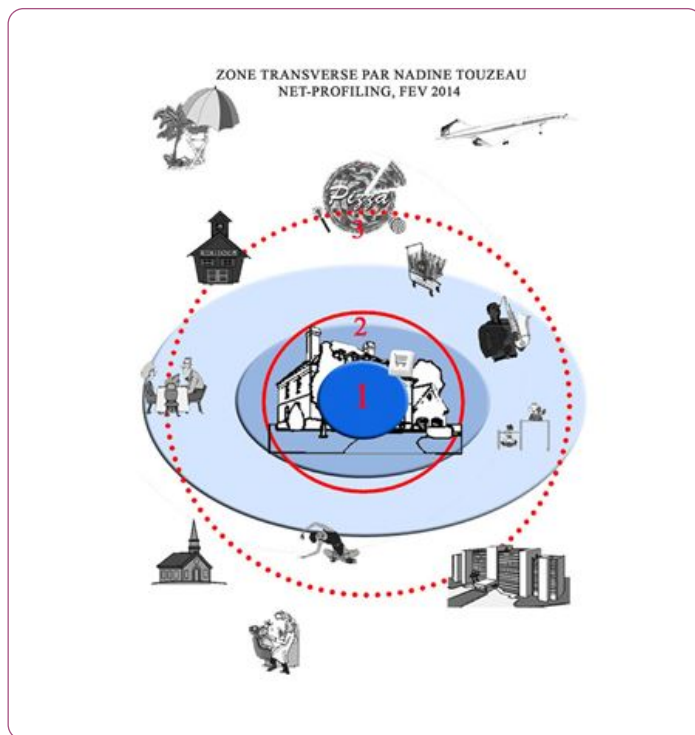 ZONE TRANSVERSE PAR NADINE TOUZEAU
NET-PROFILING, FEV 2014
Pizza
3
2
1